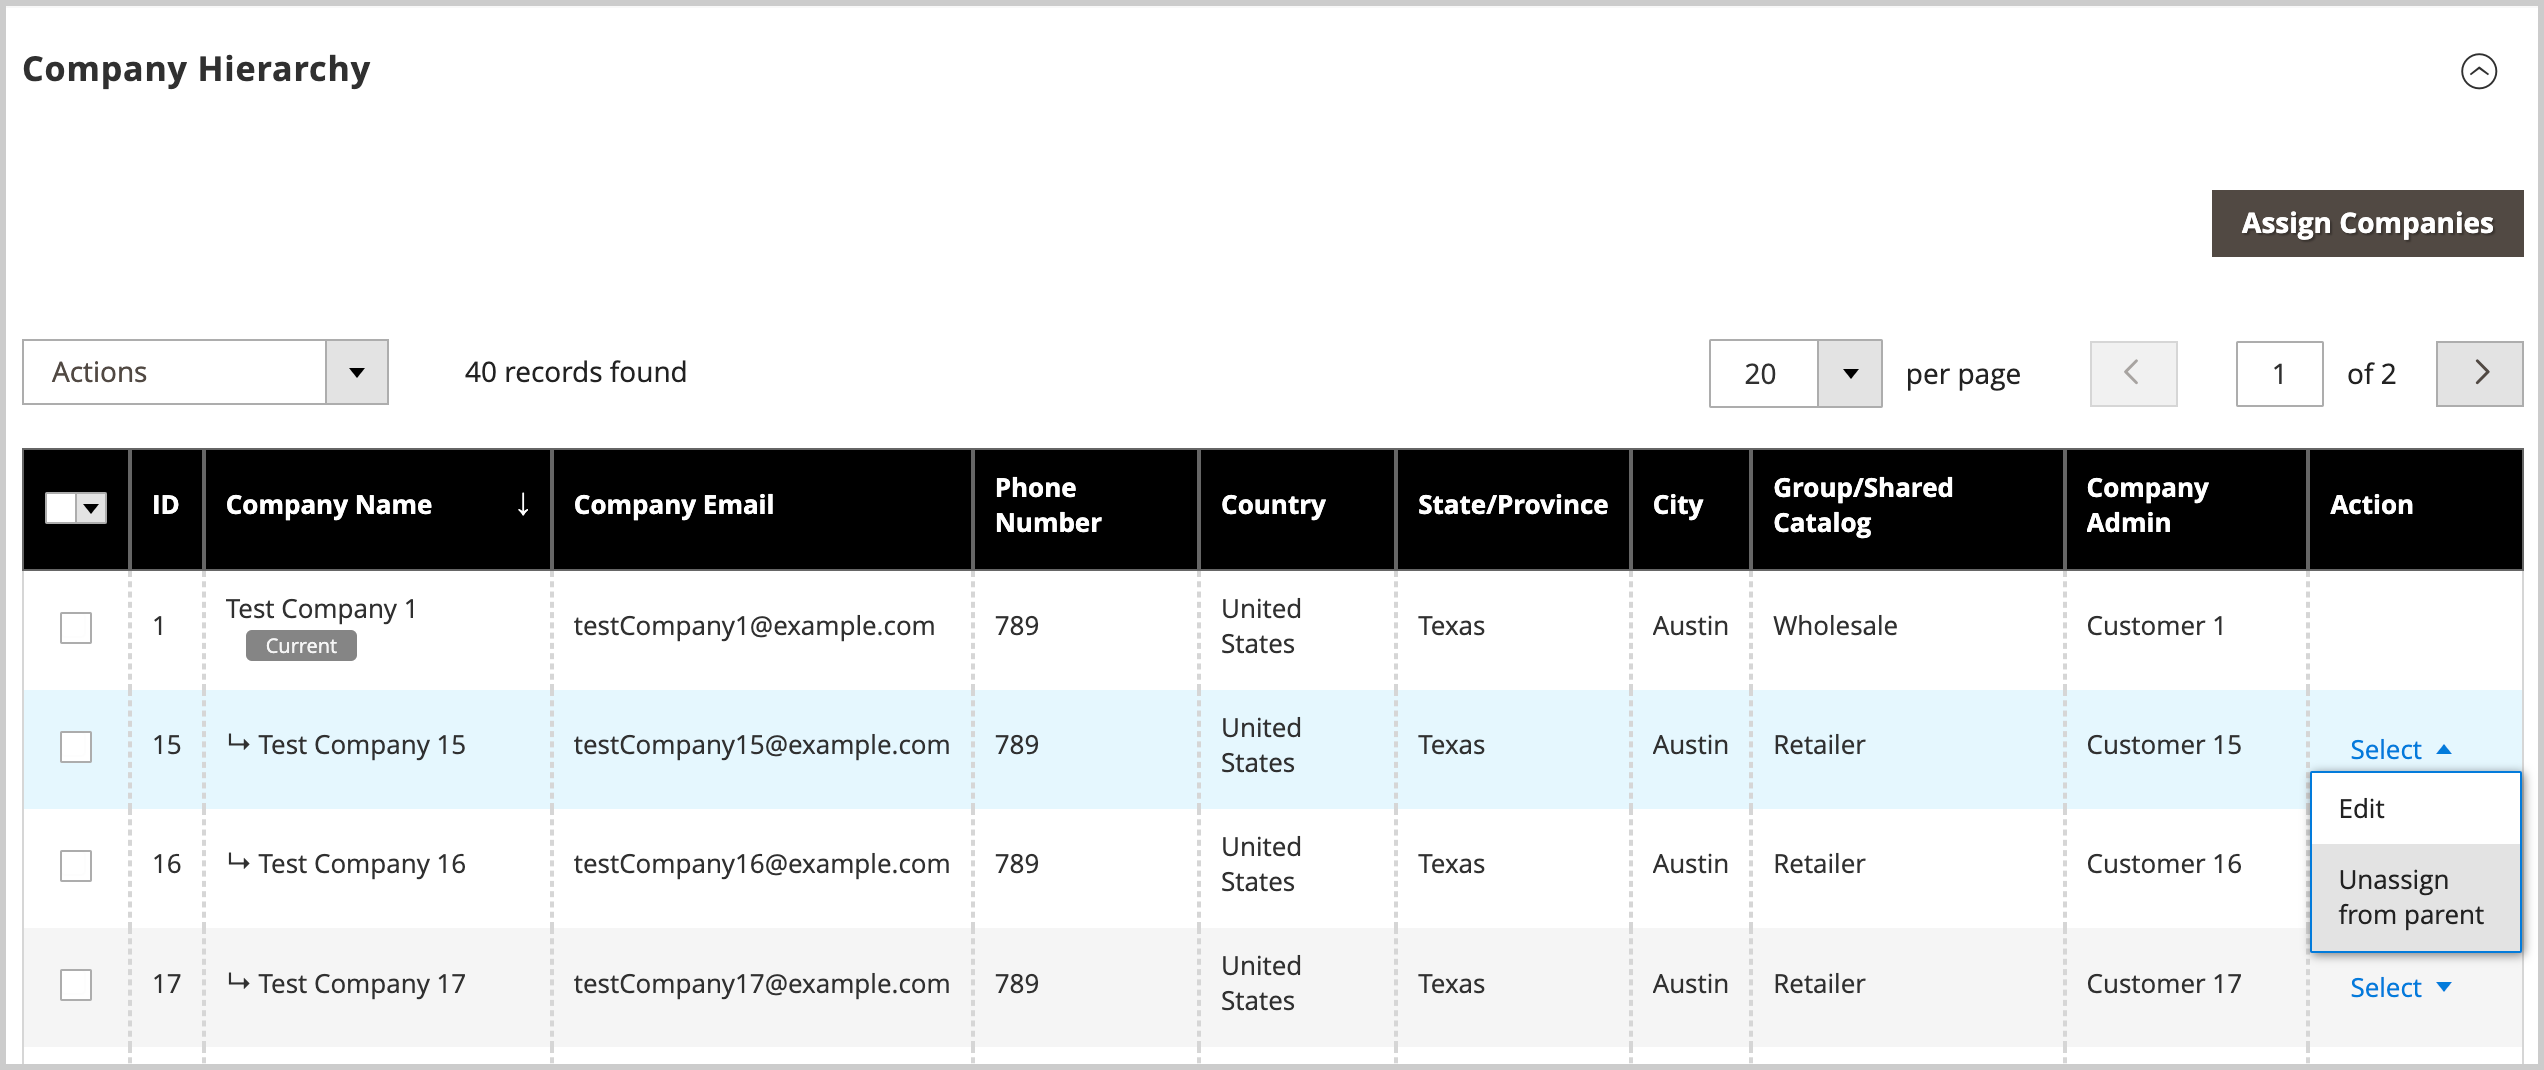 Company Hierarchy
Assign Companies
Actions
40 records found
20
per page
1
of 2
ID
Company Name ↓
Company Email
Phone
Number
Country
State/Province
City
Group/Shared
Catalog
Company
Admin
Action
1
Test Company 1
Current
testCompany1@example.com
789
United
States
Texas
Austin
Wholesale
Customer 1
15
↳ Test Company 15
testCompany15@example.com
789
United
States
Texas
Austin
Retailer
Customer 15
Select
Edit
Unassign
from parent
16
↳ Test Company 16
testCompany16@example.com
789
United
States
Texas
Austin
Retailer
Customer 16
17
↳ Test Company 17
testCompany17@example.com
789
United
States
Texas
Austin
Retailer
Customer 17
Select